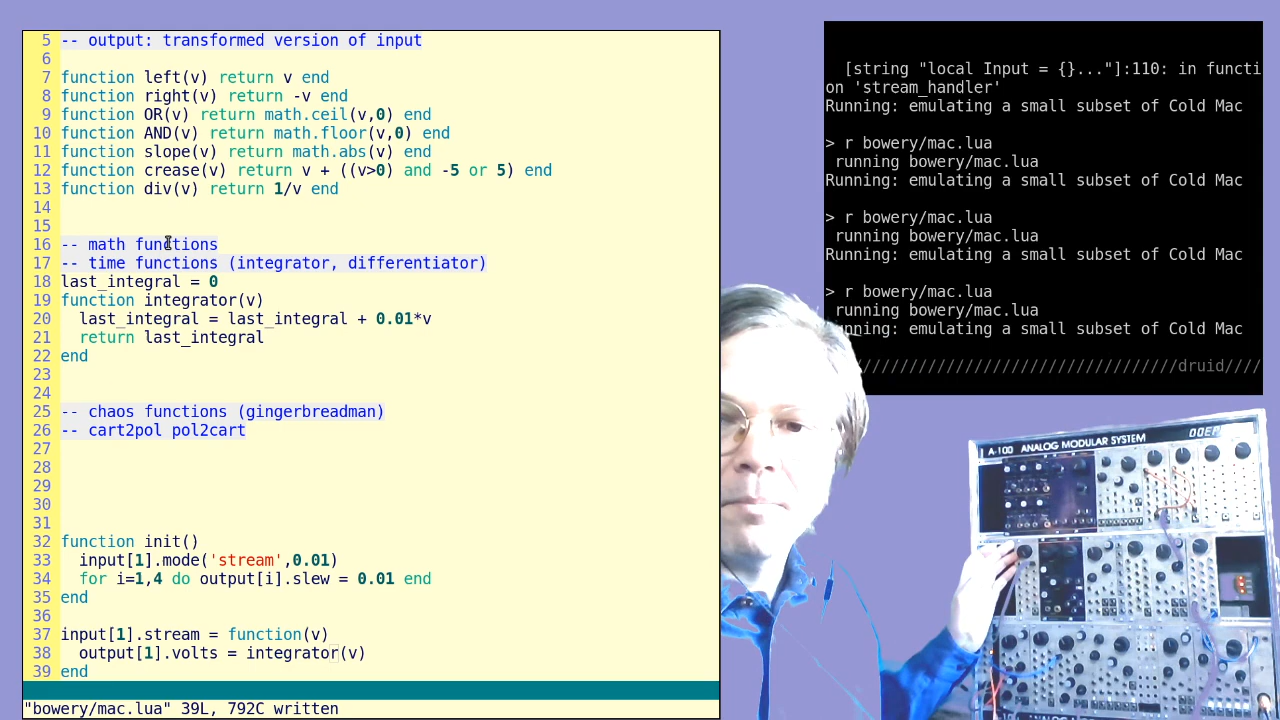 5 -- output: transformed version of input
6
7 function left(v) return v end
8 function right(v) return -v end
9 function OR(v) return math.ceil(v,0) end
10 function AND(v) return math.floor(v,0) end
11 function slope(v) return math.abs(v) end
12 function crease(v) return v + ((v>0) and -5 or 5) end
13 function div(v) return 1/v end
14
15
16 -- math functions
17 -- time functions (integrator, differentiator)
18 last_integral = 0
19 function integrator(v)
20   last_integral = last_integral + 0.01*v
21   return last_integral
22 end
23
24
25 -- chaos functions (gingerbreadman)
26 -- cart2pol pol2cart
27
28
29
30
31
32 function init()
33   input[1].mode('stream',0.01)
34   for i=1,4 do output[i].slew = 0.01 end
35 end
36
37 input[1].stream = function(v)
38   output[1].volts = integrator(v)
39 end
"bowery/mac.lua" 39L, 792C written
[string "local Input = {}..."]:110: in functi
on 'stream_handler'
Running: emulating a small subset of Cold Mac
> r bowery/mac.lua
running bowery/mac.lua
Running: emulating a small subset of Cold Mac
> r bowery/mac.lua
running bowery/mac.lua
Running: emulating a small subset of Cold Mac
> r bowery/mac.lua
running bowery/mac.lua
nning: emulating a small subset of Cold Mac
//////////////////////////////////druid////
A-100 ANALOG MODULAR SYSTEM DOEP